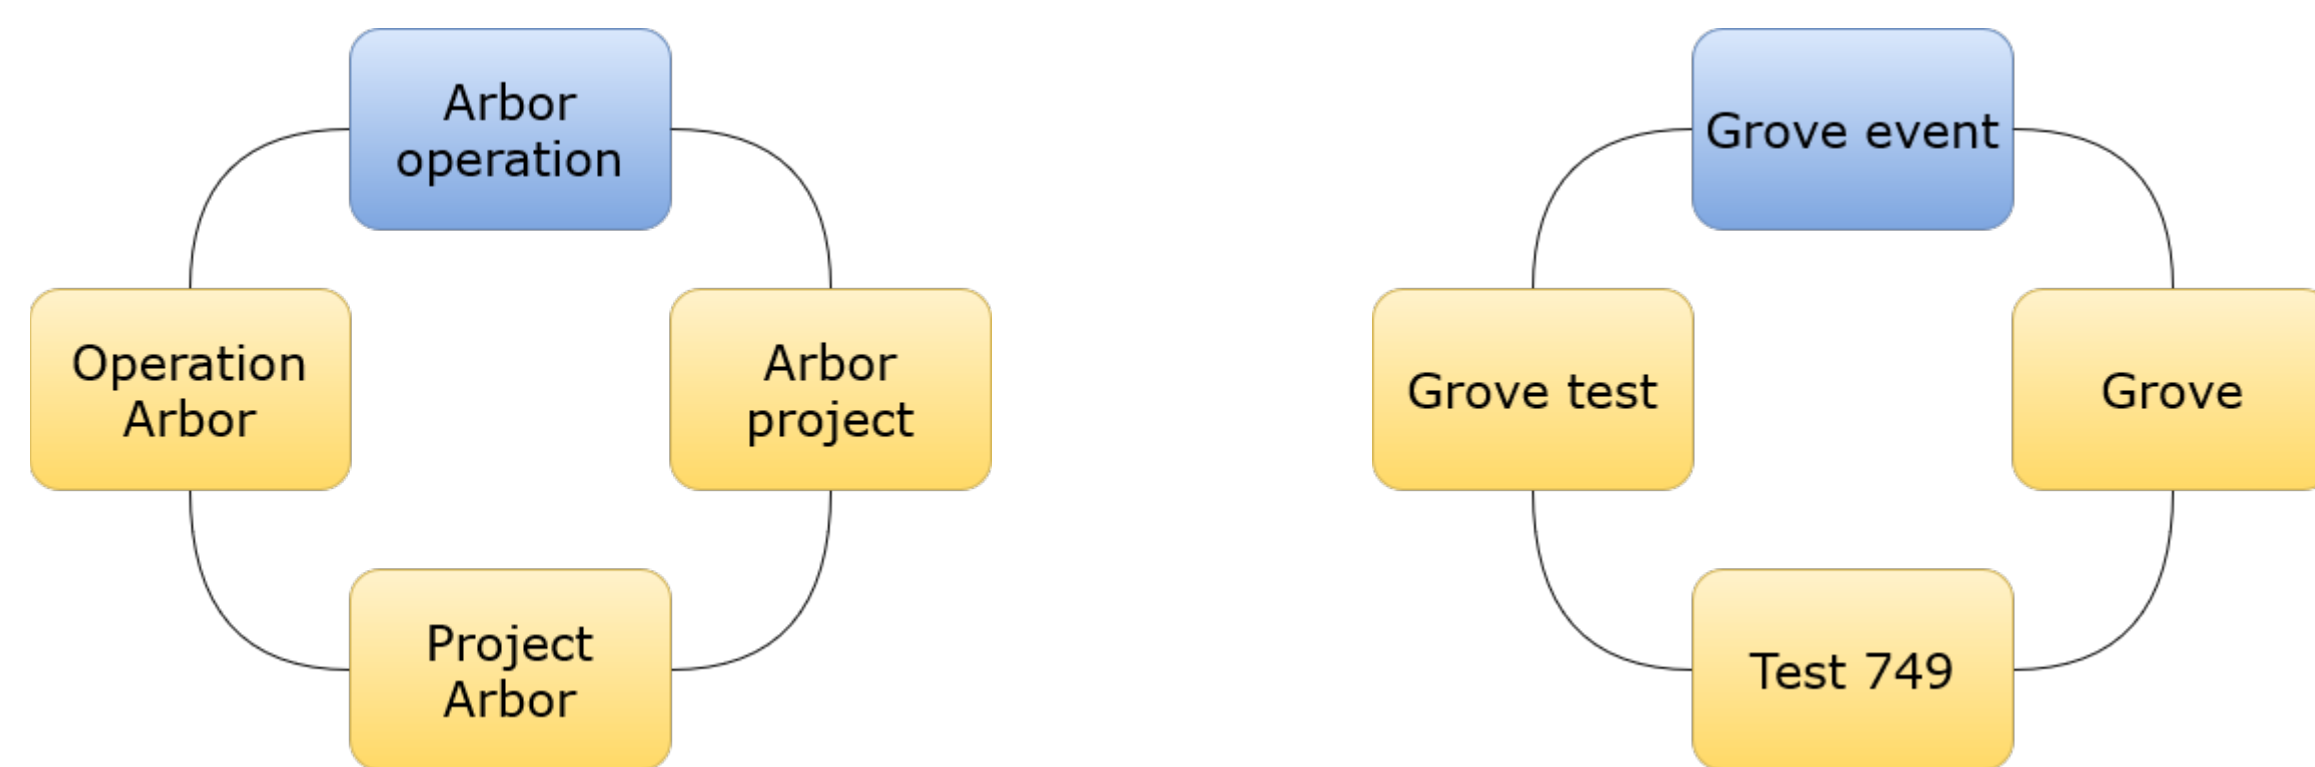 Arbor
operation
Operation
Arbor
Arbor
project
Project
Arbor
Grove event
Grove test
Grove
Test 749